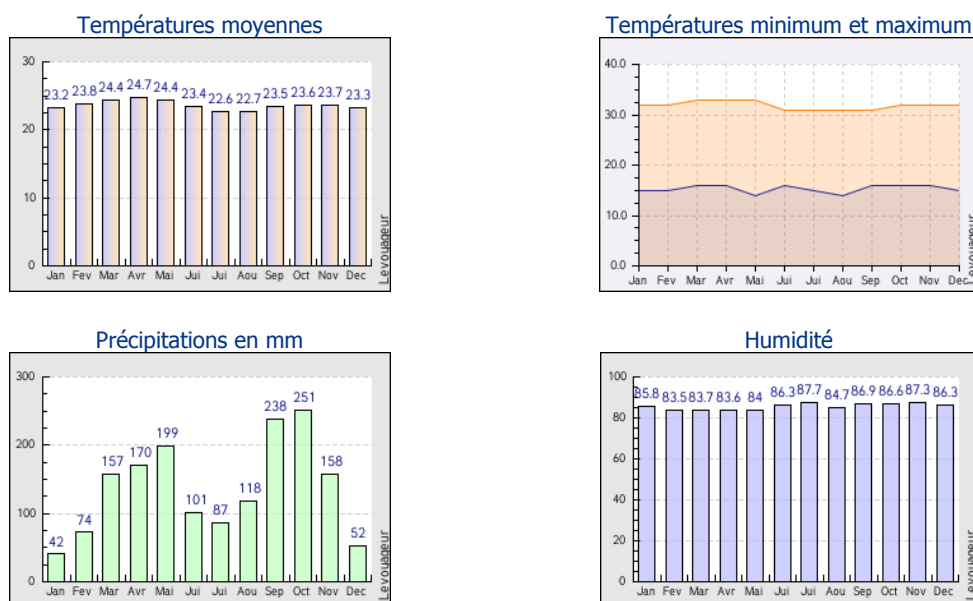 Températures moyennes
30
20
10
0
23.2 23.8 24.4 24.7 24.4 23.4 22.6 22.7 23.5 23.6 23.7 23.3
Jan Fev Mar Avr Mai Jui Jui Aou Sep Oct Nov Dec
Levoyageur
Températures minimum et maximum
40.0
30.0
20.0
10.0
0.0
Jan Fev Mar Avr Mai Jui Jui Aou Sep Oct Nov Dec
Levoyageur
Précipitations en mm
300
200
100
0
42 74 157 170 199 101 87 118 238 251 158 52
Jan Fev Mar Avr Mai Jui Jui Aou Sep Oct Nov Dec
Levoyageur
Humidité
100
80
60
40
20
0
85.8 83.5 83.7 83.6 84 86.3 87.7 84.7 86.9 86.6 87.3 86.3
Jan Fev Mar Avr Mai Jui Jui Aou Sep Oct Nov Dec
Levoyageur